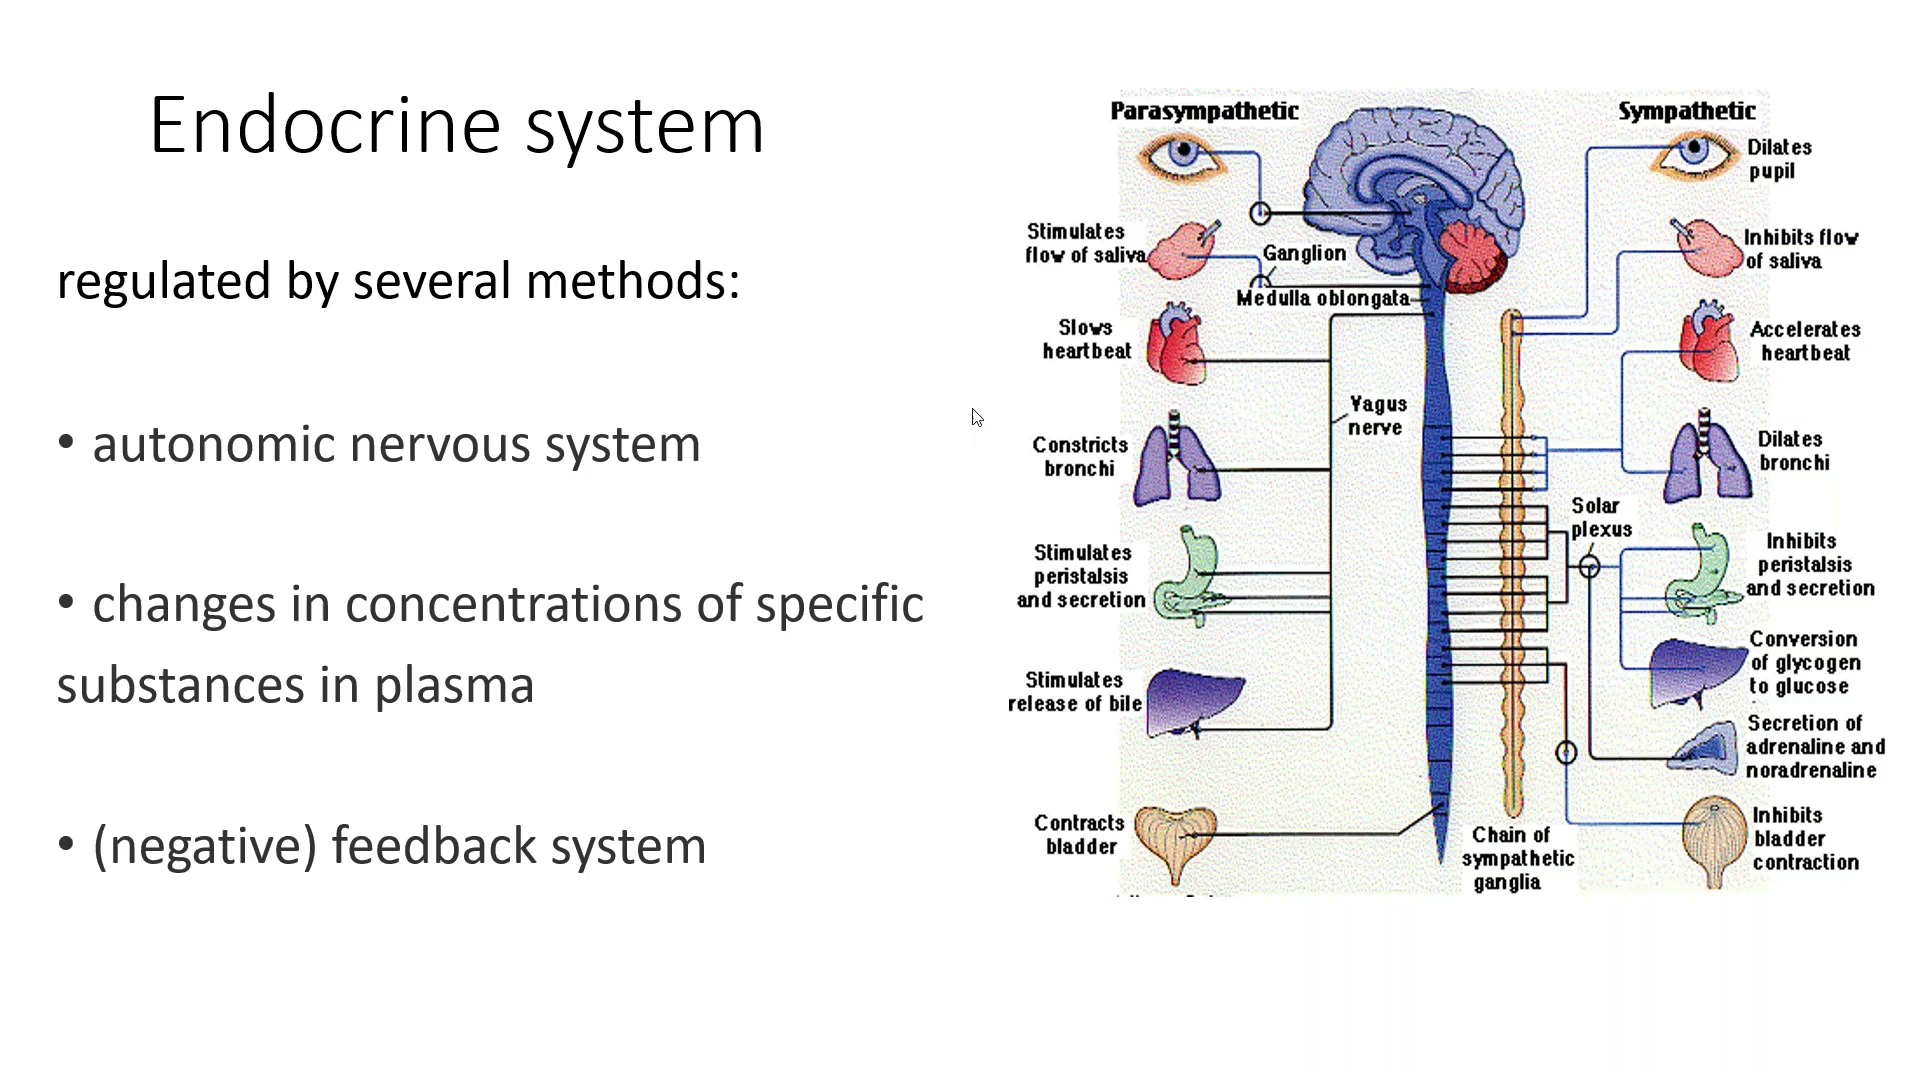 Endocrine system
regulated by several methods:
• autonomic nervous system
• changes in concentrations of specific
substances in plasma
• (negative) feedback system
Parasympathetic
Stimulates
flow of saliva
Slows
heartbeat
Constricts
bronchi
Stimulates
peristalsis
and secretion
Stimulates
release of bile
Contracts
bladder
Ganglion
Medulla oblongata
Vagus
nerve
Solar
plexus
Chain of
sympathetic
ganglia
Sympathetic
Dilates
pupil
Inhibits flow
of saliva
Accelerates
heartbeat
Dilates
bronchi
Inhibits
peristalsis
and secretion
Conversion
of glycogen
to glucose
Secretion of
adrenaline and
noradrenaline
Inhibits
bladder
contraction